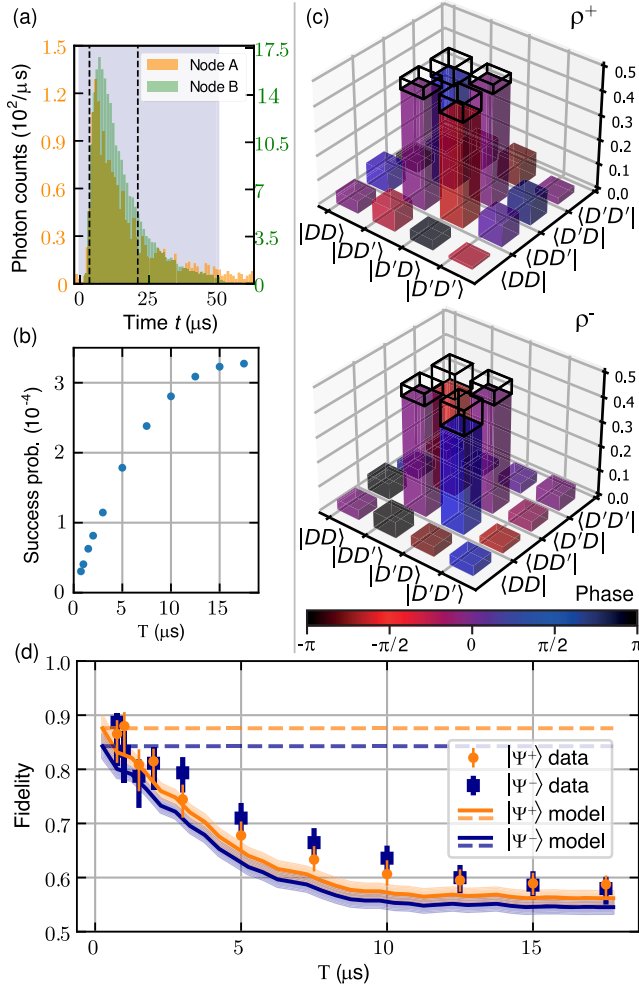 (a)
1.5
1.2
0.9
0.6
0.3
0
Photon counts (10²/μs)
Node A
Node B
17.5
14
7
3.5
0
0
25
50
Time t (μs)
(b)
3
2
1
0
Success prob. (10⁻⁴)
0
5
10
15
T (μs)
(c)
ρ⁺
0.5
0.4
0.3
0.2
0.1
0.0
|DD⟩
|DD′⟩
|D′D⟩
|D′D′⟩
⟨DD|
⟨DD′|
⟨D′D|
⟨D′D′|
ρ⁻
0.5
0.4
0.3
0.2
0.1
0.0
|DD⟩
|DD′⟩
|D′D⟩
|D′D′⟩
⟨DD|
⟨DD′|
⟨D′D|
⟨D′D′|
Phase
-π
-π/2
0
π/2
π
(d)
1.0
0.9
0.8
0.7
0.6
0.5
Fidelity
|Ψ⁺⟩ data
|Ψ⁻⟩ data
|Ψ⁺⟩ model
|Ψ⁻⟩ model
0
5
10
15
T (μs)